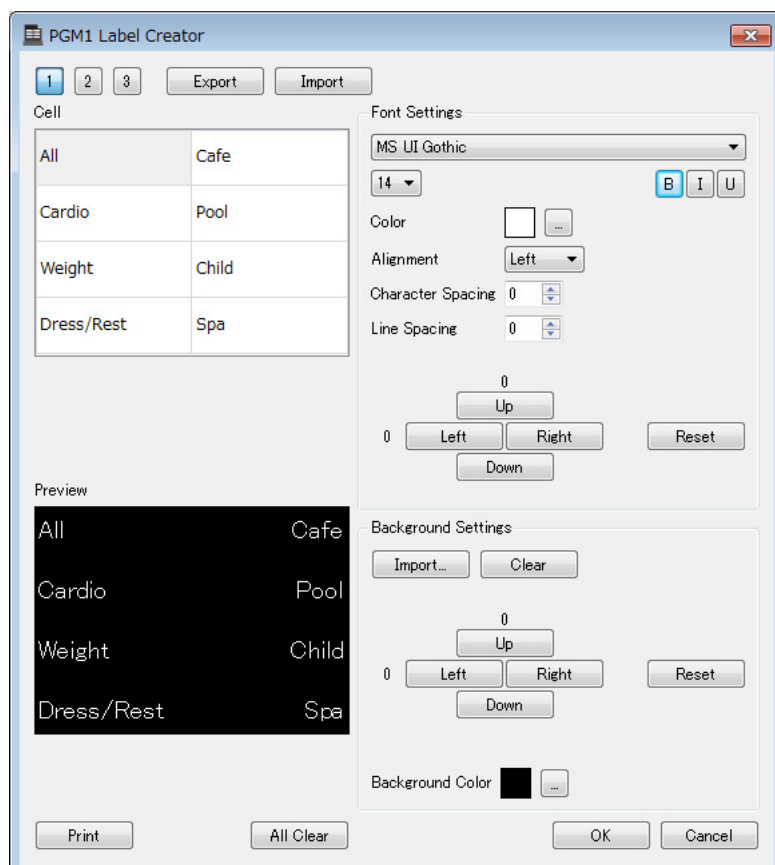 PGM1 Label Creator
1 2 3 Export Import
Cell
All Cafe
Cardio Pool
Weight Child
Dress/Rest Spa
Preview
All Cafe
Cardio Pool
Weight Child
Dress/Rest Spa
Print All Clear
Font Settings
MS UI Gothic
14 B I U
Color ...
Alignment Left
Character Spacing 0
Line Spacing 0
0
Up
0 Left Right Reset
Down
Background Settings
Import... Clear
0
Up
0 Left Right Reset
Down
Background Color ...
OK Cancel